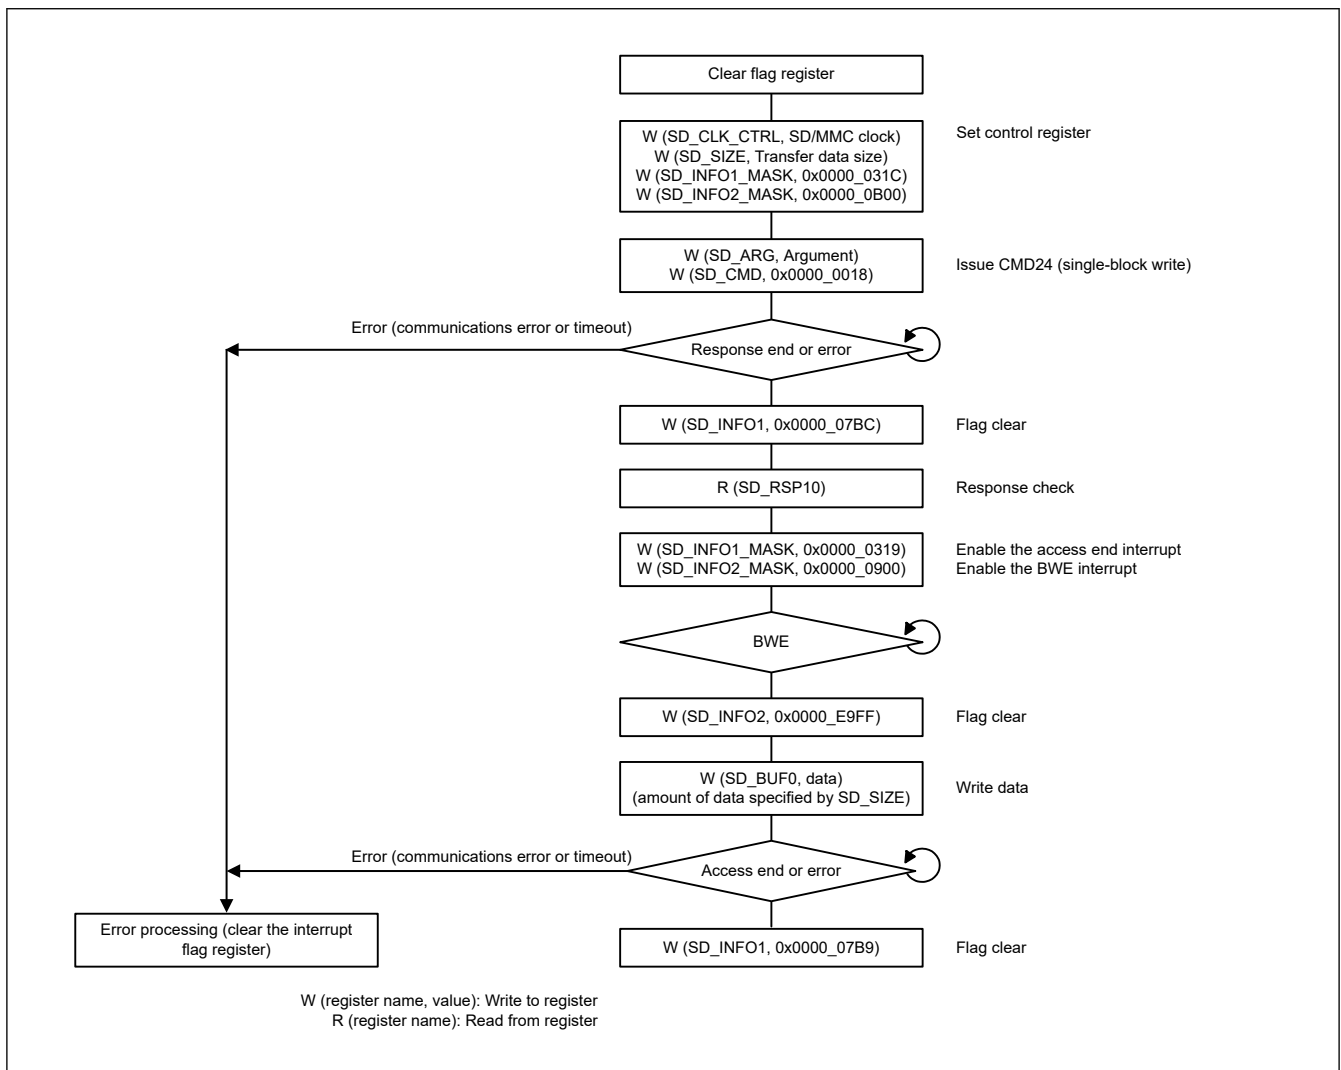 Clear flag register
W (SD_CLK_CTRL, SD/MMC clock)
W (SD_SIZE, Transfer data size)
W (SD_INFO1_MASK, 0x0000_031C)
W (SD_INFO2_MASK, 0x0000_0B00)
Set control register
W (SD_ARG, Argument)
W (SD_CMD, 0x0000_0018)
Issue CMD24 (single-block write)
Error (communications error or timeout)
Response end or error
W (SD_INFO1, 0x0000_07BC)
Flag clear
R (SD_RSP10)
Response check
W (SD_INFO1_MASK, 0x0000_0319)
W (SD_INFO2_MASK, 0x0000_0900)
Enable the access end interrupt
Enable the BWE interrupt
BWE
W (SD_INFO2, 0x0000_E9FF)
Flag clear
W (SD_BUF0, data)
(amount of data specified by SD_SIZE)
Write data
Error (communications error or timeout)
Access end or error
Error processing (clear the interrupt
flag register)
W (SD_INFO1, 0x0000_07B9)
Flag clear
W (register name, value): Write to register
R (register name): Read from register